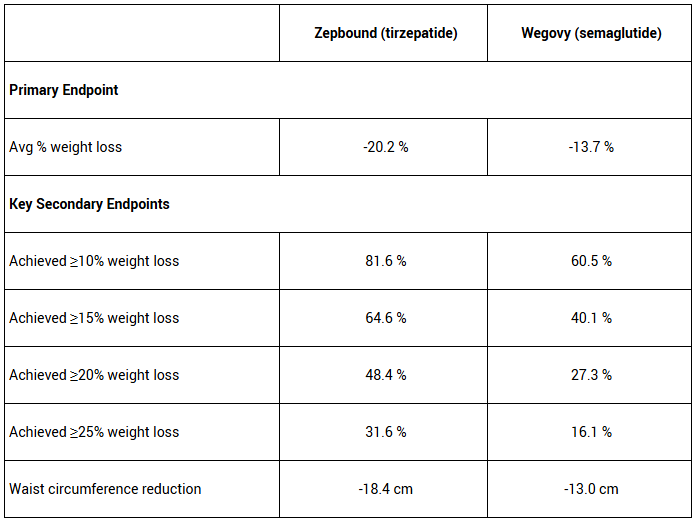 Zepbound (tirzepatide) Wegovy (semaglutide)
Primary Endpoint
Avg % weight loss -20.2 % -13.7 %
Key Secondary Endpoints
Achieved ≥10% weight loss 81.6 % 60.5 %
Achieved ≥15% weight loss 64.6 % 40.1 %
Achieved ≥20% weight loss 48.4 % 27.3 %
Achieved ≥25% weight loss 31.6 % 16.1 %
Waist circumference reduction -18.4 cm -13.0 cm